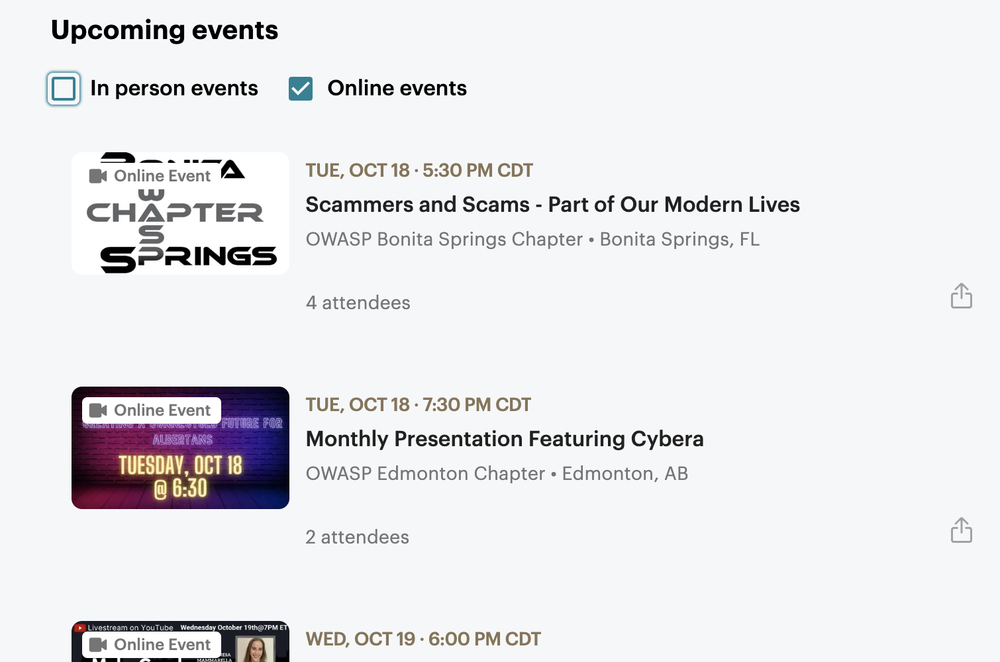 Upcoming events
In person events
Online events
Online Event
CHAPTER
OWASP
SPRINGS
TUE, OCT 18 · 5:30 PM CDT
Scammers and Scams - Part of Our Modern Lives
OWASP Bonita Springs Chapter • Bonita Springs, FL
4 attendees
Online Event
FUTURE FOR
ALBERTANS
TUESDAY, OCT 18
@ 6:30
TUE, OCT 18 · 7:30 PM CDT
Monthly Presentation Featuring Cybera
OWASP Edmonton Chapter • Edmonton, AB
2 attendees
Livestream on YouTube Wednesday October 19th@7PM ET
Online Event
MAMMARELLA
WED, OCT 19 · 6:00 PM CDT